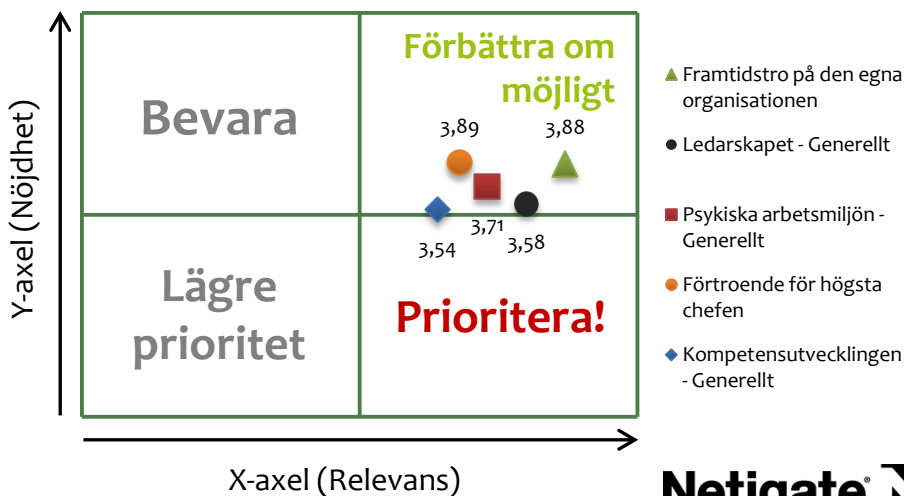 Förbättra om
möjligt
Bevara
3,89
3,88
3,71
3,54
3,58
Lägre
prioritet
Prioritera!
Y-axel (Nöjdhet)
X-axel (Relevans)
Framtidstro på den egna
organisationen
Ledarskapet - Generellt
Psykiska arbetsmiljön -
Generellt
Förtroende för högsta
chefen
Kompetensutvecklingen
- Generellt
Netigate